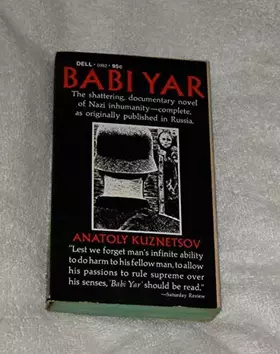 DELL • 0362 • 95c
BABI YAR
The shattering, documentary novel
of Nazi inhumanity—complete,
as originally published in Russia.
ANATOLY KUZNETSOV
"Lest we forget man's infinite ability
to do harm to his fellow man, to allow
his passions to rule supreme over
his senses, 'Babi Yar' should be read."
—Saturday Review